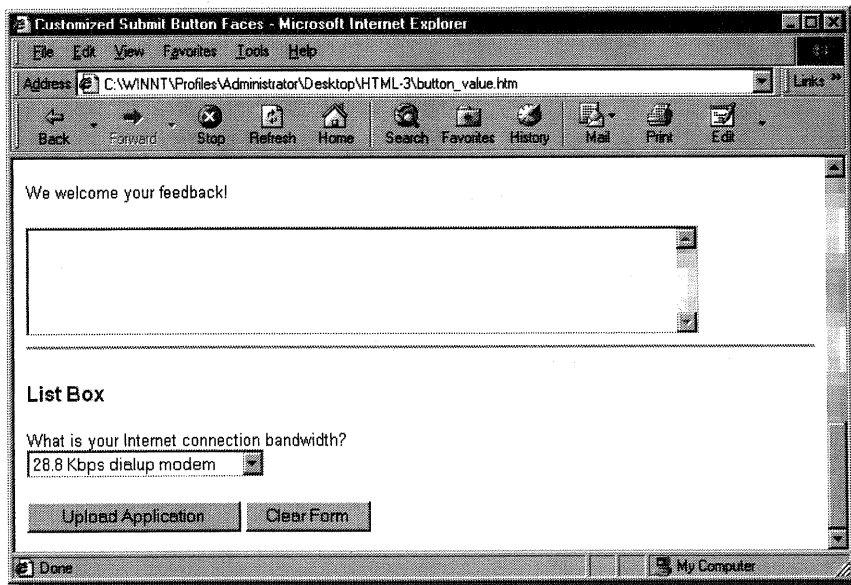 Customized Submit Button Faces - Microsoft Internet Explorer
File Edit View Favorites Tools Help
Address C:\WINNT\Profiles\Administrator\Desktop\HTML-3\button_value.htm Links »
Back Forward Stop Refresh Home Search Favorites History Mail Print Edit
We welcome your feedback!
List Box
What is your Internet connection bandwidth?
28.8 Kbps dialup modem
Upload Application Clear Form
Done My Computer